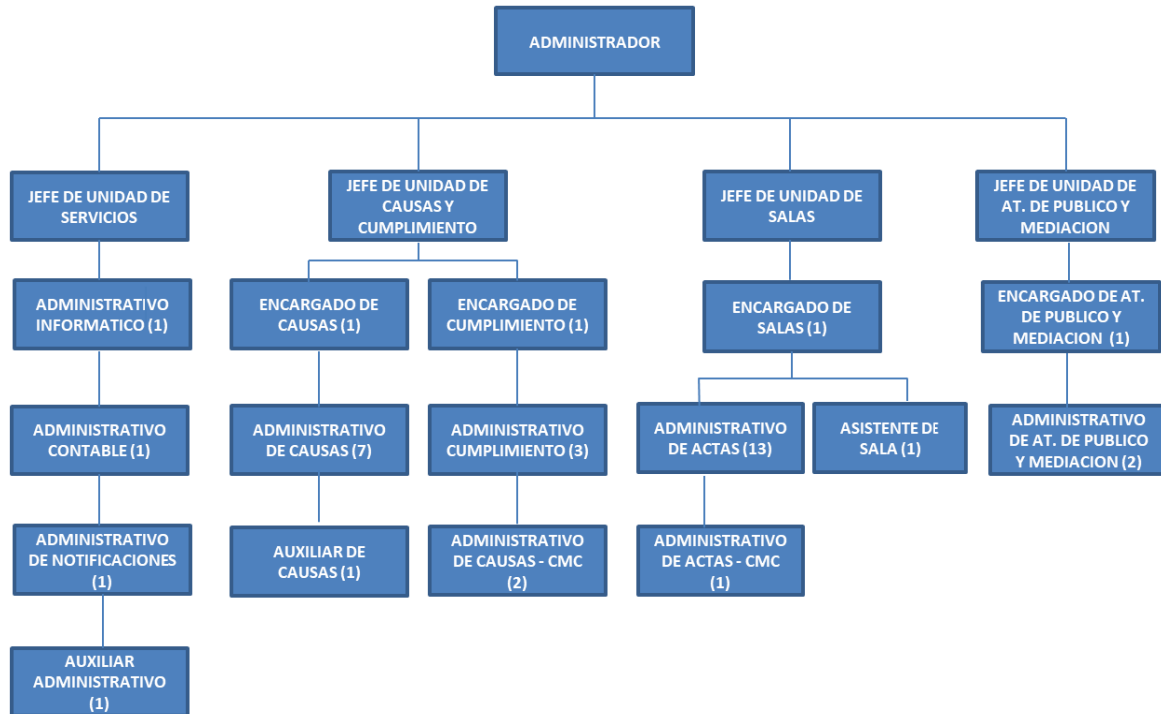 ADMINISTRADOR
JEFE DE UNIDAD DE
SERVICIOS
JEFE DE UNIDAD DE
CAUSAS Y
CUMPLIMIENTO
JEFE DE UNIDAD DE
SALAS
JEFE DE UNIDAD DE
AT. DE PUBLICO Y
MEDIACION
ADMINISTRATIVO
INFORMATICO (1)
ENCARGADO DE
CAUSAS (1)
ENCARGADO DE
CUMPLIMIENTO (1)
ENCARGADO DE
SALAS (1)
ENCARGADO DE AT.
DE PUBLICO Y
MEDIACION (1)
ADMINISTRATIVO
CONTABLE (1)
ADMINISTRATIVO
DE CAUSAS (7)
ADMINISTRATIVO
CUMPLIMIENTO (3)
ADMINISTRATIVO
DE ACTAS (13)
ASISTENTE DE
SALA (1)
ADMINISTRATIVO
DE AT. DE PUBLICO
Y MEDIACION (2)
ADMINISTRATIVO
DE NOTIFICACIONES
(1)
AUXILIAR DE
CAUSAS (1)
ADMINISTRATIVO
DE CAUSAS - CMC
(2)
ADMINISTRATIVO
DE ACTAS - CMC
(1)
AUXILIAR
ADMINISTRATIVO
(1)